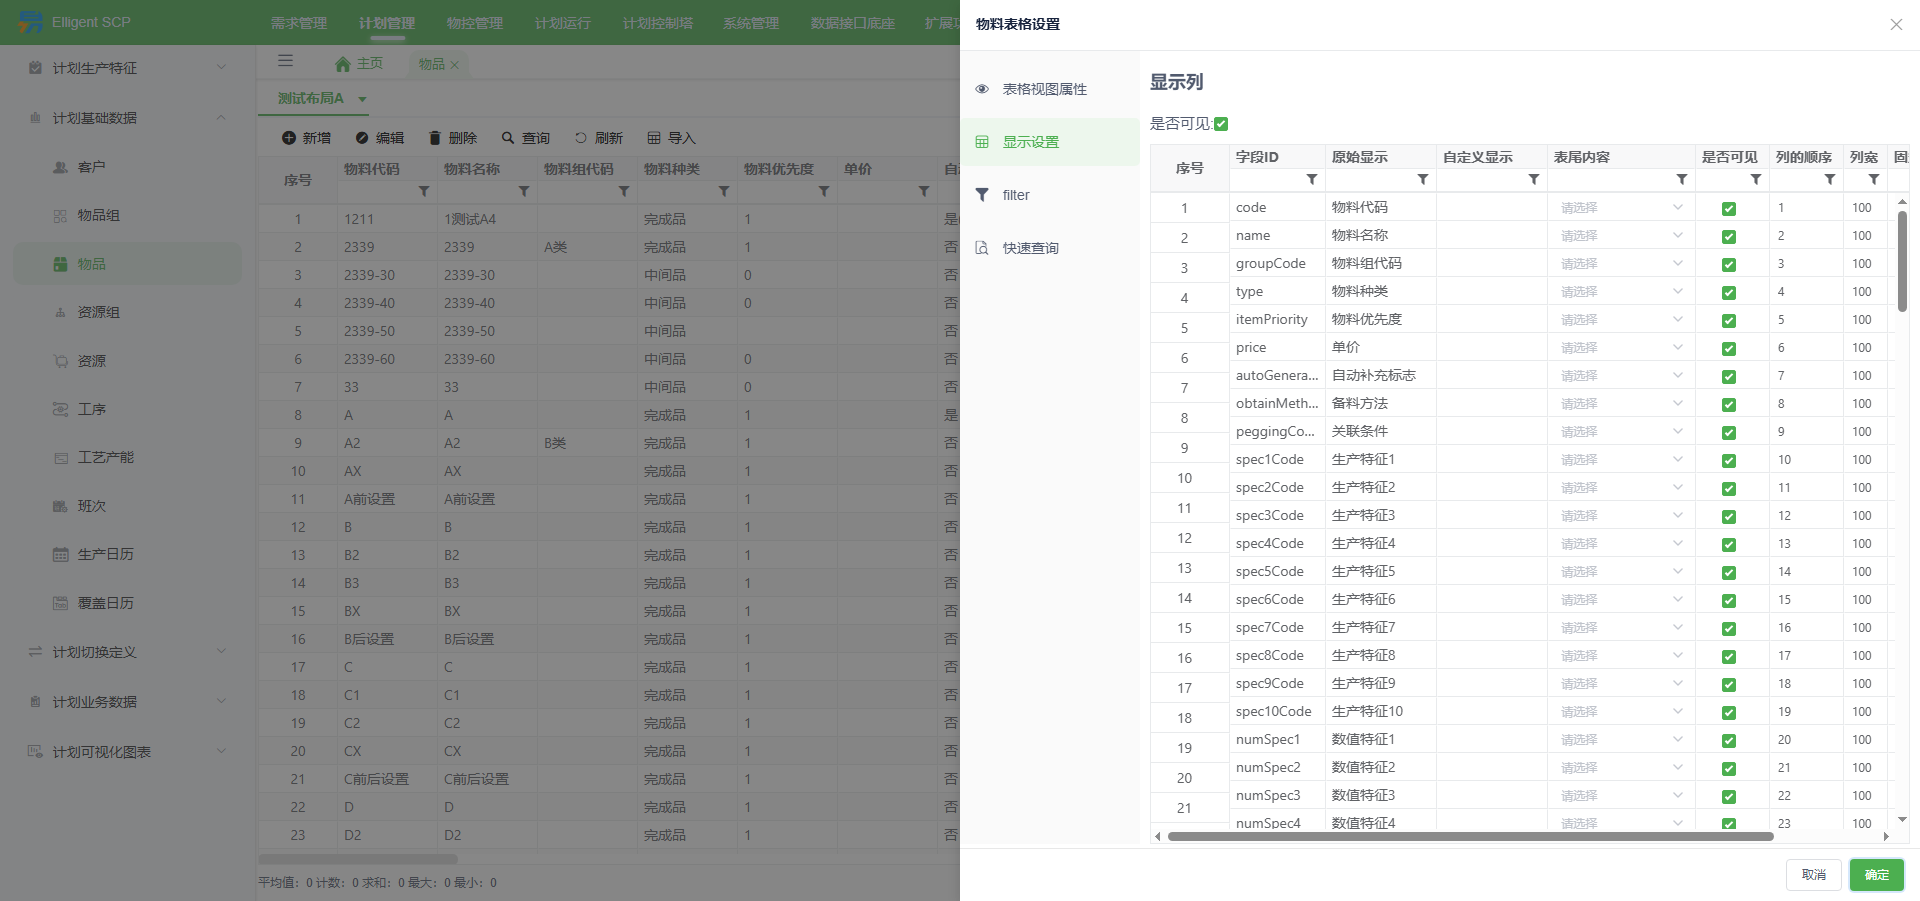 Elligent SCP
需求管理 计划管理 物控管理 计划运行 计划控制塔 系统管理 数据接口底座
主页 物品
测试布局A
新增 编辑 删除 查询 刷新 导入
计划生产特征
计划基础数据
客户
物品组
物品
资源组
资源
工序
工艺产能
班次
生产日历
覆盖日历
计划切换定义
计划业务数据
计划可视化图表
序号 物料代码 物料名称 物料组代码 物料种类 物料优先度 单价
1 1211 1测试A4 完成品 1 是
2 2339 2339 A类 完成品 1 否
3 2339-30 2339-30 中间品 0 否
4 2339-40 2339-40 中间品 0 否
5 2339-50 2339-50 中间品 否
6 2339-60 2339-60 中间品 0 否
7 33 33 中间品 0 否
8 A A 完成品 1 是
9 A2 A2 B类 完成品 1 否
10 AX AX 完成品 1 否
11 A前设置 A前设置 完成品 1 否
12 B B 完成品 1 否
13 B2 B2 完成品 1 否
14 B3 B3 完成品 1 否
15 BX BX 完成品 1 否
16 B后设置 B后设置 完成品 1 否
17 C C 完成品 1 否
18 C1 C1 完成品 1 否
19 C2 C2 完成品 1 否
20 CX CX 完成品 1 否
21 C前后设置 C前后设置 完成品 1 否
22 D D 完成品 1 否
23 D2 D2 完成品 1 否
平均值：0 计数：0 求和：0 最大：0 最小：0
物料表格设置
表格视图属性
显示设置
filter
快速查询
显示列
是否可见:
序号 字段ID 原始显示 自定义显示 表尾内容 是否可见 列的顺序 列宽 固
1 code 物料代码 请选择 1 100
2 name 物料名称 请选择 2 100
3 groupCode 物料组代码 请选择 3 100
4 type 物料种类 请选择 4 100
5 itemPriority 物料优先度 请选择 5 100
6 price 单价 请选择 6 100
7 autoGenera... 自动补充标志 请选择 7 100
8 obtainMeth... 备料方法 请选择 8 100
9 peggingCo... 关联条件 请选择 9 100
10 spec1Code 生产特征1 请选择 10 100
11 spec2Code 生产特征2 请选择 11 100
12 spec3Code 生产特征3 请选择 12 100
13 spec4Code 生产特征4 请选择 13 100
14 spec5Code 生产特征5 请选择 14 100
15 spec6Code 生产特征6 请选择 15 100
16 spec7Code 生产特征7 请选择 16 100
17 spec8Code 生产特征8 请选择 17 100
18 spec9Code 生产特征9 请选择 18 100
19 spec10Code 生产特征10 请选择 19 100
20 numSpec1 数值特征1 请选择 20 100
21 numSpec2 数值特征2 请选择 21 100
numSpec3 数值特征3 请选择 22 100
numSpec4 数值特征4 请选择 23 100
取消 确定